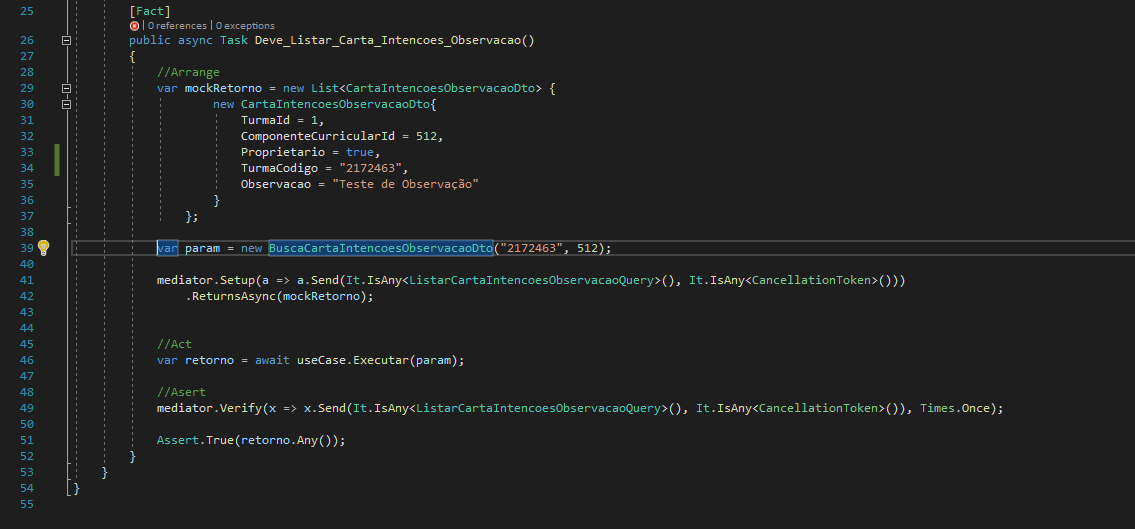 25 [Fact]
0 references | 0 exceptions
26 public async Task Deve_Listar_Carta_Intencoes_Observacao()
27 {
28 //Arrange
29 var mockRetorno = new List<CartaIntencoesObservacaoDto> {
30 new CartaIntencoesObservacaoDto{
31 TurmaId = 1,
32 ComponenteCurricularId = 512,
33 Proprietario = true,
34 TurmaCodigo = "2172463",
35 Observacao = "Teste de Observação"
36 }
37 };
38
39 var param = new BuscaCartaIntencoesObservacaoDto("2172463", 512);
40
41 mediator.Setup(a => a.Send(It.IsAny<ListarCartaIntencoesObservacaoQuery>(), It.IsAny<CancellationToken>()))
42 .ReturnsAsync(mockRetorno);
43
44
45 //Act
46 var retorno = await useCase.Executar(param);
47
48 //Asert
49 mediator.Verify(x => x.Send(It.IsAny<ListarCartaIntencoesObservacaoQuery>(), It.IsAny<CancellationToken>()), Times.Once);
50
51 Assert.True(retorno.Any());
52 }
53 }
54 }
55